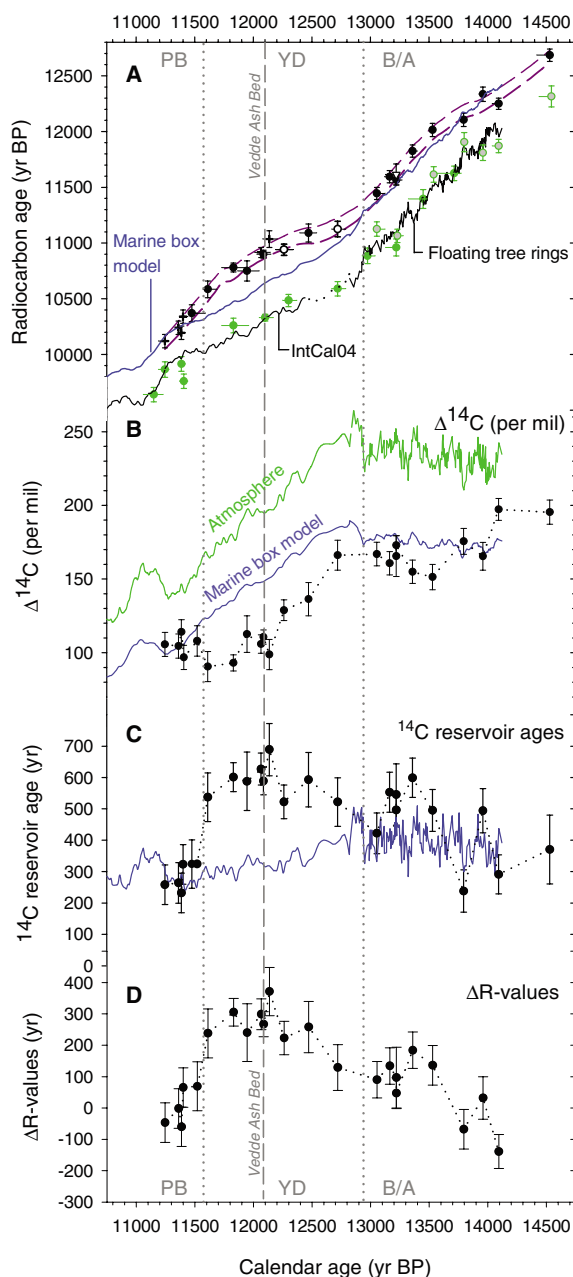 11000 12000 13000 14000
PB YD B/A
A
Vedde Ash Bed
12500
12000
11500
11000
10500
10000
Radiocarbon age (yr BP)
Marine box
model
Floating tree rings
IntCal04
B
Δ14C (per mil)
250
200
150
100
Δ14C (per mil)
Atmosphere
Marine box model
C
14C reservoir ages
700
600
500
400
300
200
100
0
14C reservoir age (yr)
D
ΔR-values
400
300
200
100
0
-100
-200
-300
ΔR-values (yr)
Vedde Ash Bed
PB YD B/A
11000 11500 12000 12500 13000 13500 14000 14500
Calendar age (yr BP)